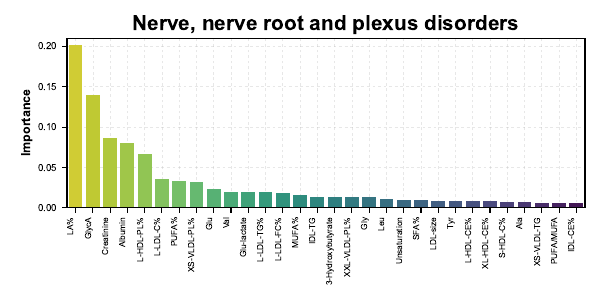 Nerve, nerve root and plexus disorders
Importance
0.20
0.15
0.10
0.05
0.00
LA%
GlycA
Creatinine
Albumin
L-HDL-PL%
L-LDL-C%
PUFA%
XS-VLDL-PL%
Glu
Val
Glu-lactate
L-LDL-TG%
L-LDL-FC%
MUFA%
IDL-TG
3-Hydroxybutyrate
XXL-VLDL-PL%
Gly
Leu
Unsaturation
SFA%
LDL-size
Tyr
L-HDL-CE%
XL-HDL-CE%
S-HDL-C%
Ala
XS-VLDL-TG
PUFA/MUFA
IDL-CE%